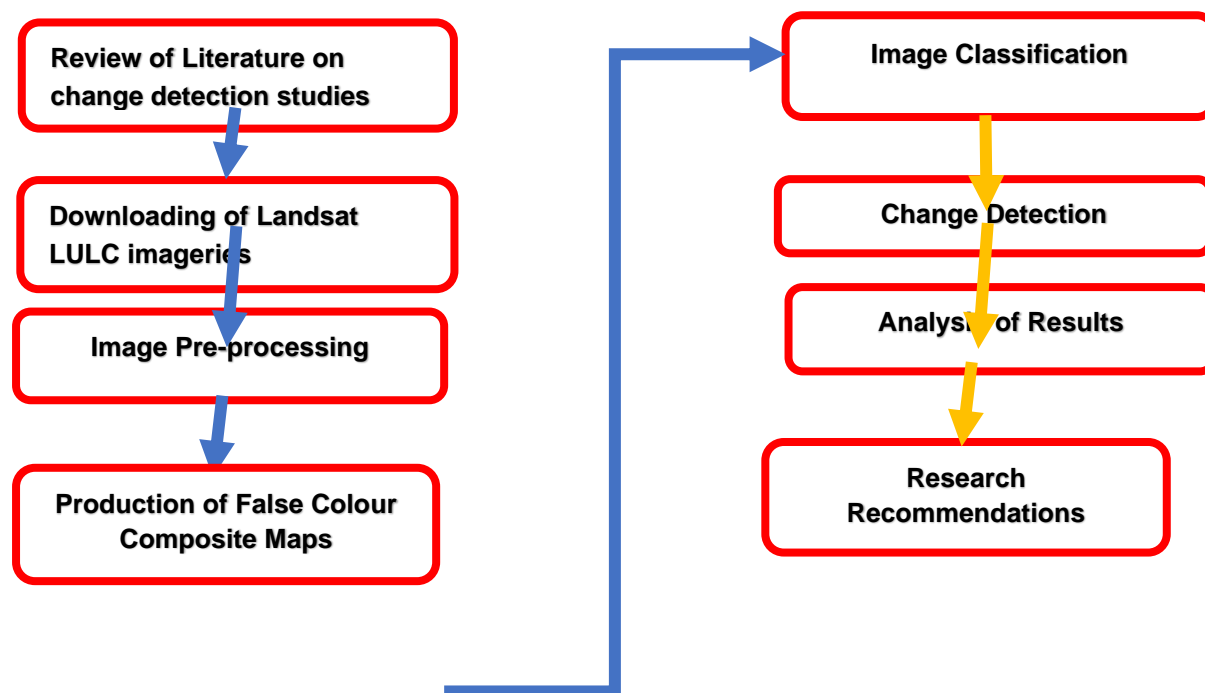 Review of Literature on
change detection studies
Downloading of Landsat
LULC imageries
Image Pre-processing
Production of False Colour
Composite Maps
Image Classification
Change Detection
Analysis of Results
Research
Recommendations